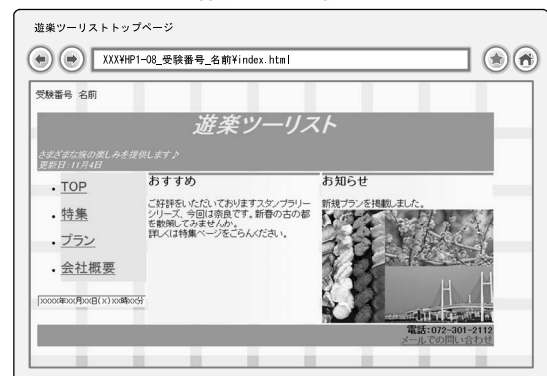 遊楽ツーリストトップページ
XXX¥HP1-08_受験番号_名前¥index.html
受験番号 名前
遊楽ツーリスト
さまざまな旅の楽しみを提供します♪
更新日:11月4日
・TOP
・特集
・プラン
・会社概要
xxxx年xx月xx日(x)xx時xx分
おすすめ
ご好評をいただいておりますスタンプラリー
シリーズ、今回は奈良です。新春の古の都
を散策してみませんか。
詳しくは特集ページをごらんください。
お知らせ
新規プランを掲載しました。
電話:072-301-2112
メールでの問い合わせ